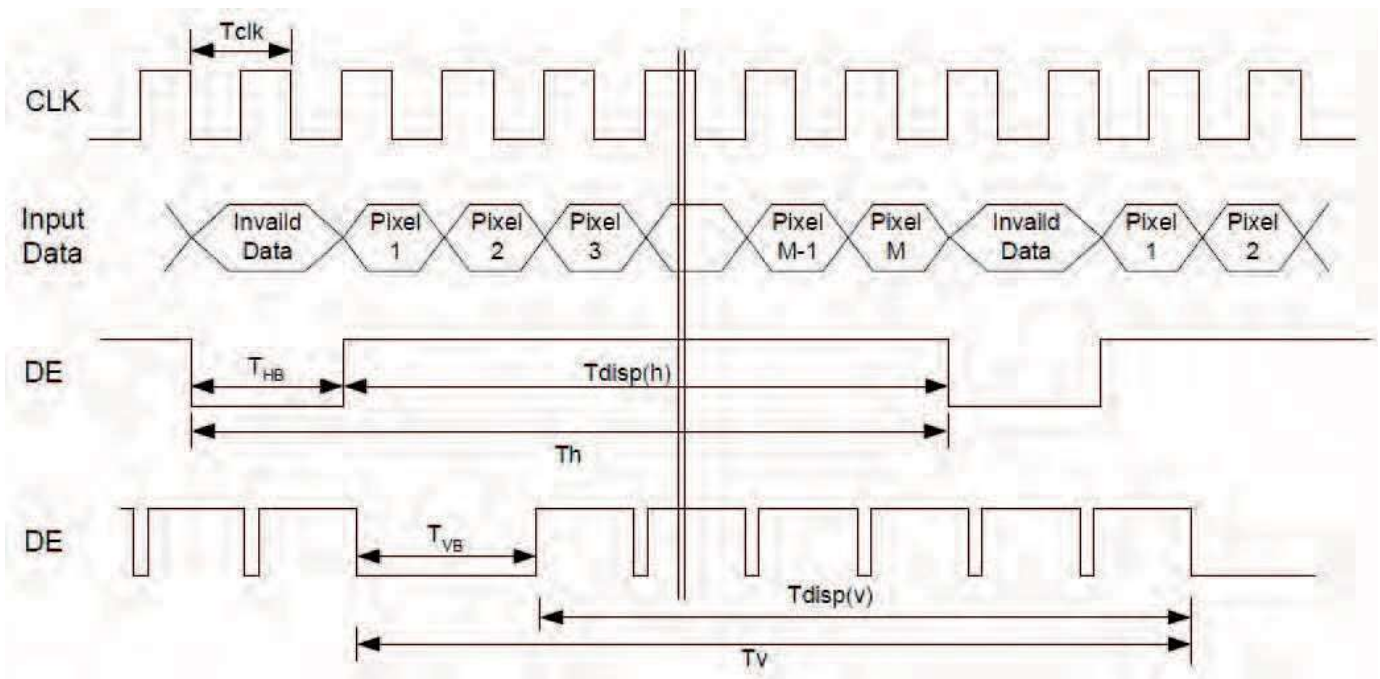 Tclk
CLK
Input
Data
Invaild
Data
Pixel
1
Pixel
2
Pixel
3
Pixel
M-1
Pixel
M
Invaild
Data
Pixel
1
Pixel
2
DE
THB
Tdisp(h)
Th
DE
TVB
Tdisp(v)
Tv